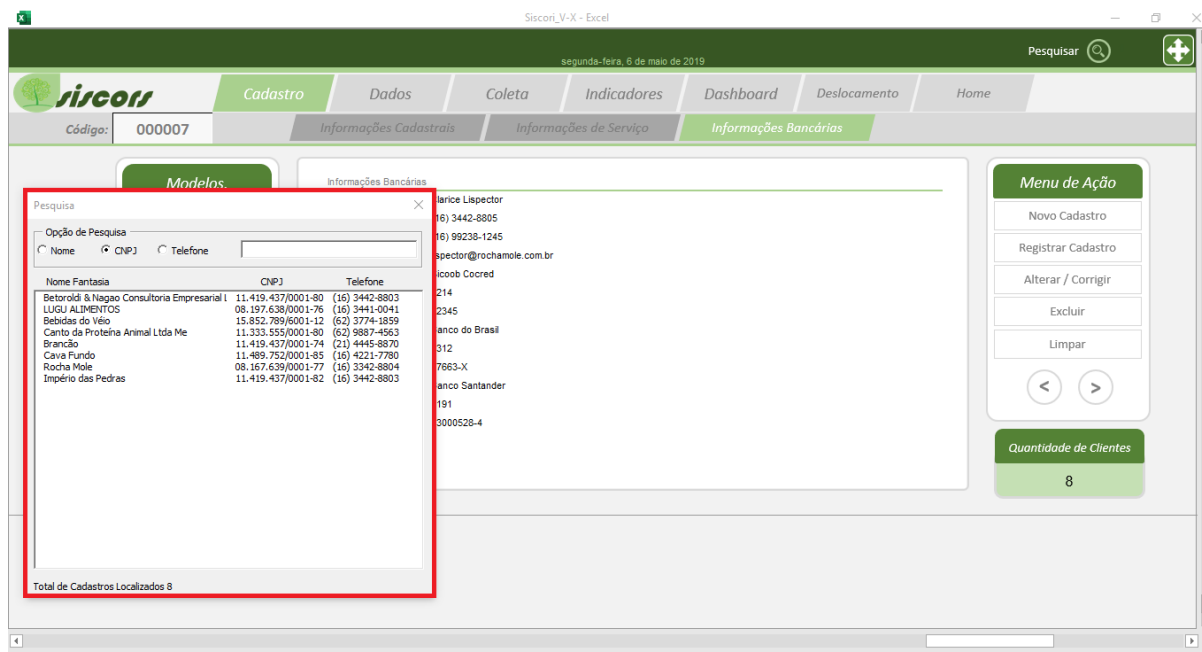 Siscori_V-X - Excel
segunda-feira, 6 de maio de 2019
Pesquisar
siscori
Cadastro Dados Coleta Indicadores Dashboard Deslocamento Home
Código: 000007
Informações Cadastrais Informações de Serviço Informações Bancárias
Modelos.
Informações Bancárias
larice Lispector
16) 3442-8805
16) 99238-1245
spector@rochamole.com.br
icoob Cocred
214
2345
anco do Brasil
312
7663-X
anco Santander
191
3000528-4
Pesquisa
Opção de Pesquisa
Nome CNPJ Telefone
Nome Fantasia CNPJ Telefone
Betoroldi & Nagao Consultoria Empresarial L 11.419.437/0001-80 (16) 3442-8803
LUGU ALIMENTOS 08.197.638/0001-76 (16) 3441-0041
Bebidas do Véio 15.852.789/6001-12 (62) 3774-1859
Canto da Proteína Animal Ltda Me 11.333.555/0001-80 (62) 9887-4563
Brancão 11.419.437/0001-74 (21) 4445-8870
Cava Fundo 11.489.752/0001-85 (16) 4221-7780
Rocha Mole 08.167.639/0001-77 (16) 3342-8804
Império das Pedras 11.419.437/0001-82 (16) 3442-8803
Total de Cadastros Localizados 8
Menu de Ação
Novo Cadastro
Registrar Cadastro
Alterar / Corrigir
Excluir
Limpar
< >
Quantidade de Clientes
8